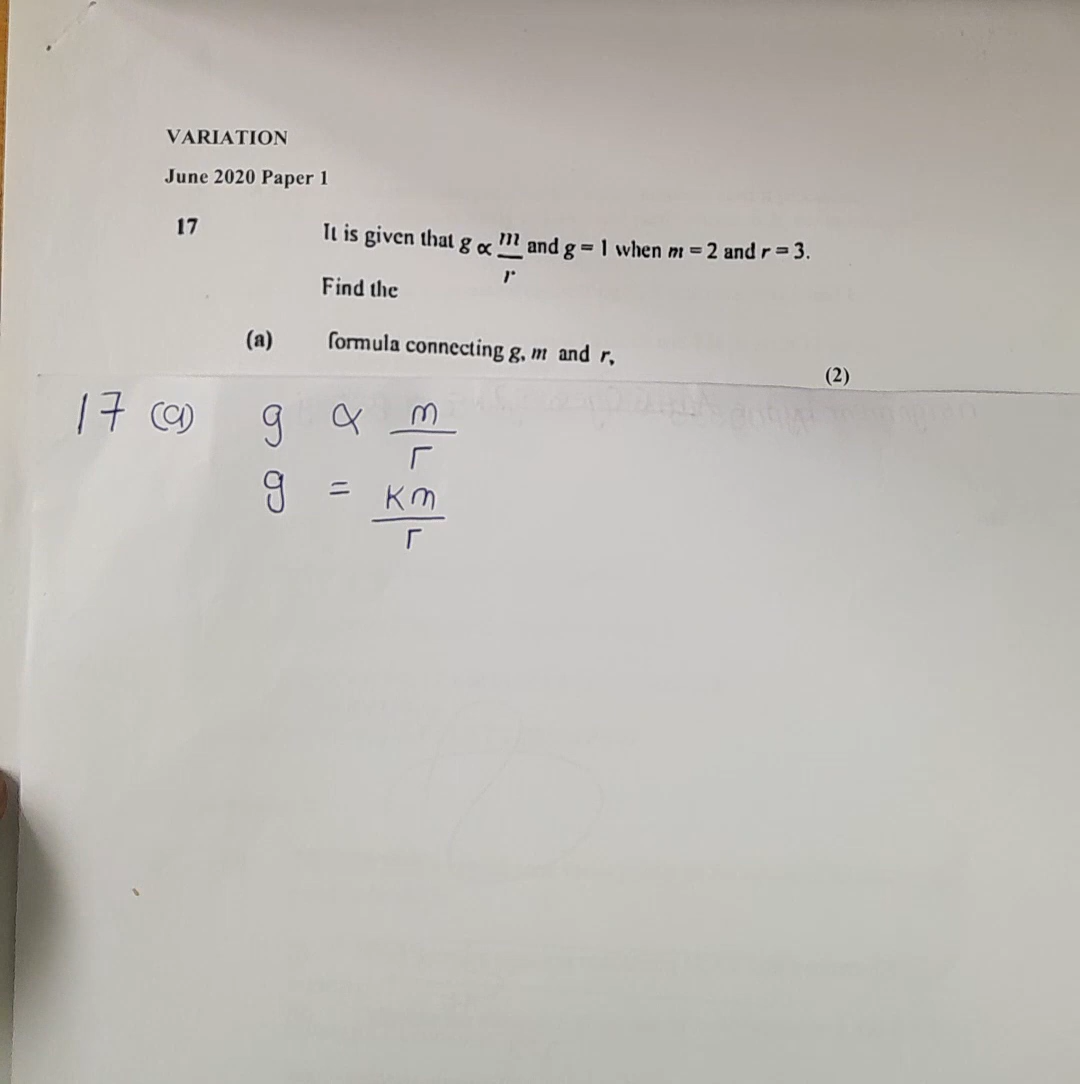 VARIATION
June 2020 Paper 1
17 It is given that g ∝ m/r and g = 1 when m = 2 and r = 3.
Find the
(a) formula connecting g, m and r,
(2)
17 (a) g ∝ m/r
g = km/r